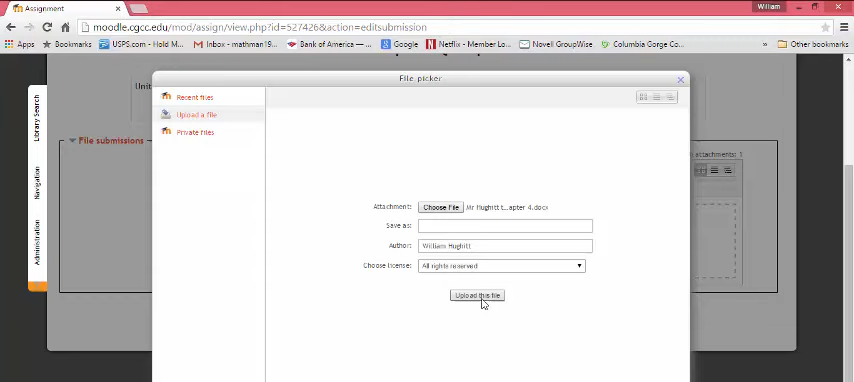 Assignment
William
moodle.cgcc.edu/mod/assign/view.php?id=527426&action=editsubmission
Apps
Bookmarks
USPS.com - Hold M...
Inbox - mathman19...
Bank of America — ...
Google
Netflix - Member Lo...
Novell GroupWise
Columbia Gorge Co...
»
Other bookmarks
File picker
Library Search
Navigation
Administration
Unit
File submissions
attachments: 1
Recent files
Upload a file
Private files
Attachment: Choose File Mr Hughitt t...apter 4.docx
Save as:
Author: William Hughitt
Choose license: All rights reserved
Upload this file